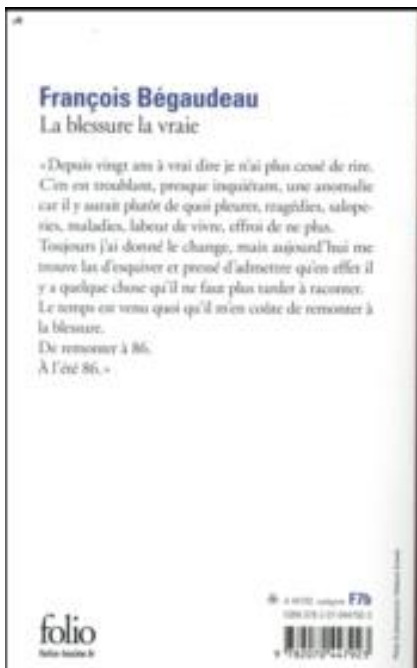 François Bégaudeau
La blessure la vraie
«Depuis vingt ans à vrai dire je n'ai plus cessé de rire.
C'en est troublant, presque inquiétant, une anomalie
car il y aurait plutôt de quoi pleurer, tragédies, salope-
ries, maladies, labeur de vivre, effroi de ne plus.
Toujours j'ai donné le change, mais aujourd'hui me
trouve las d'esquiver et pressé d'admettre qu'en effet il
y a quelque chose qu'il ne faut plus tarder à raconter.
Le temps est venu quoi qu'il m'en coûte de remonter à
la blessure.
De remonter à 86.
À l'été 86.»
catégorie F7b
folio